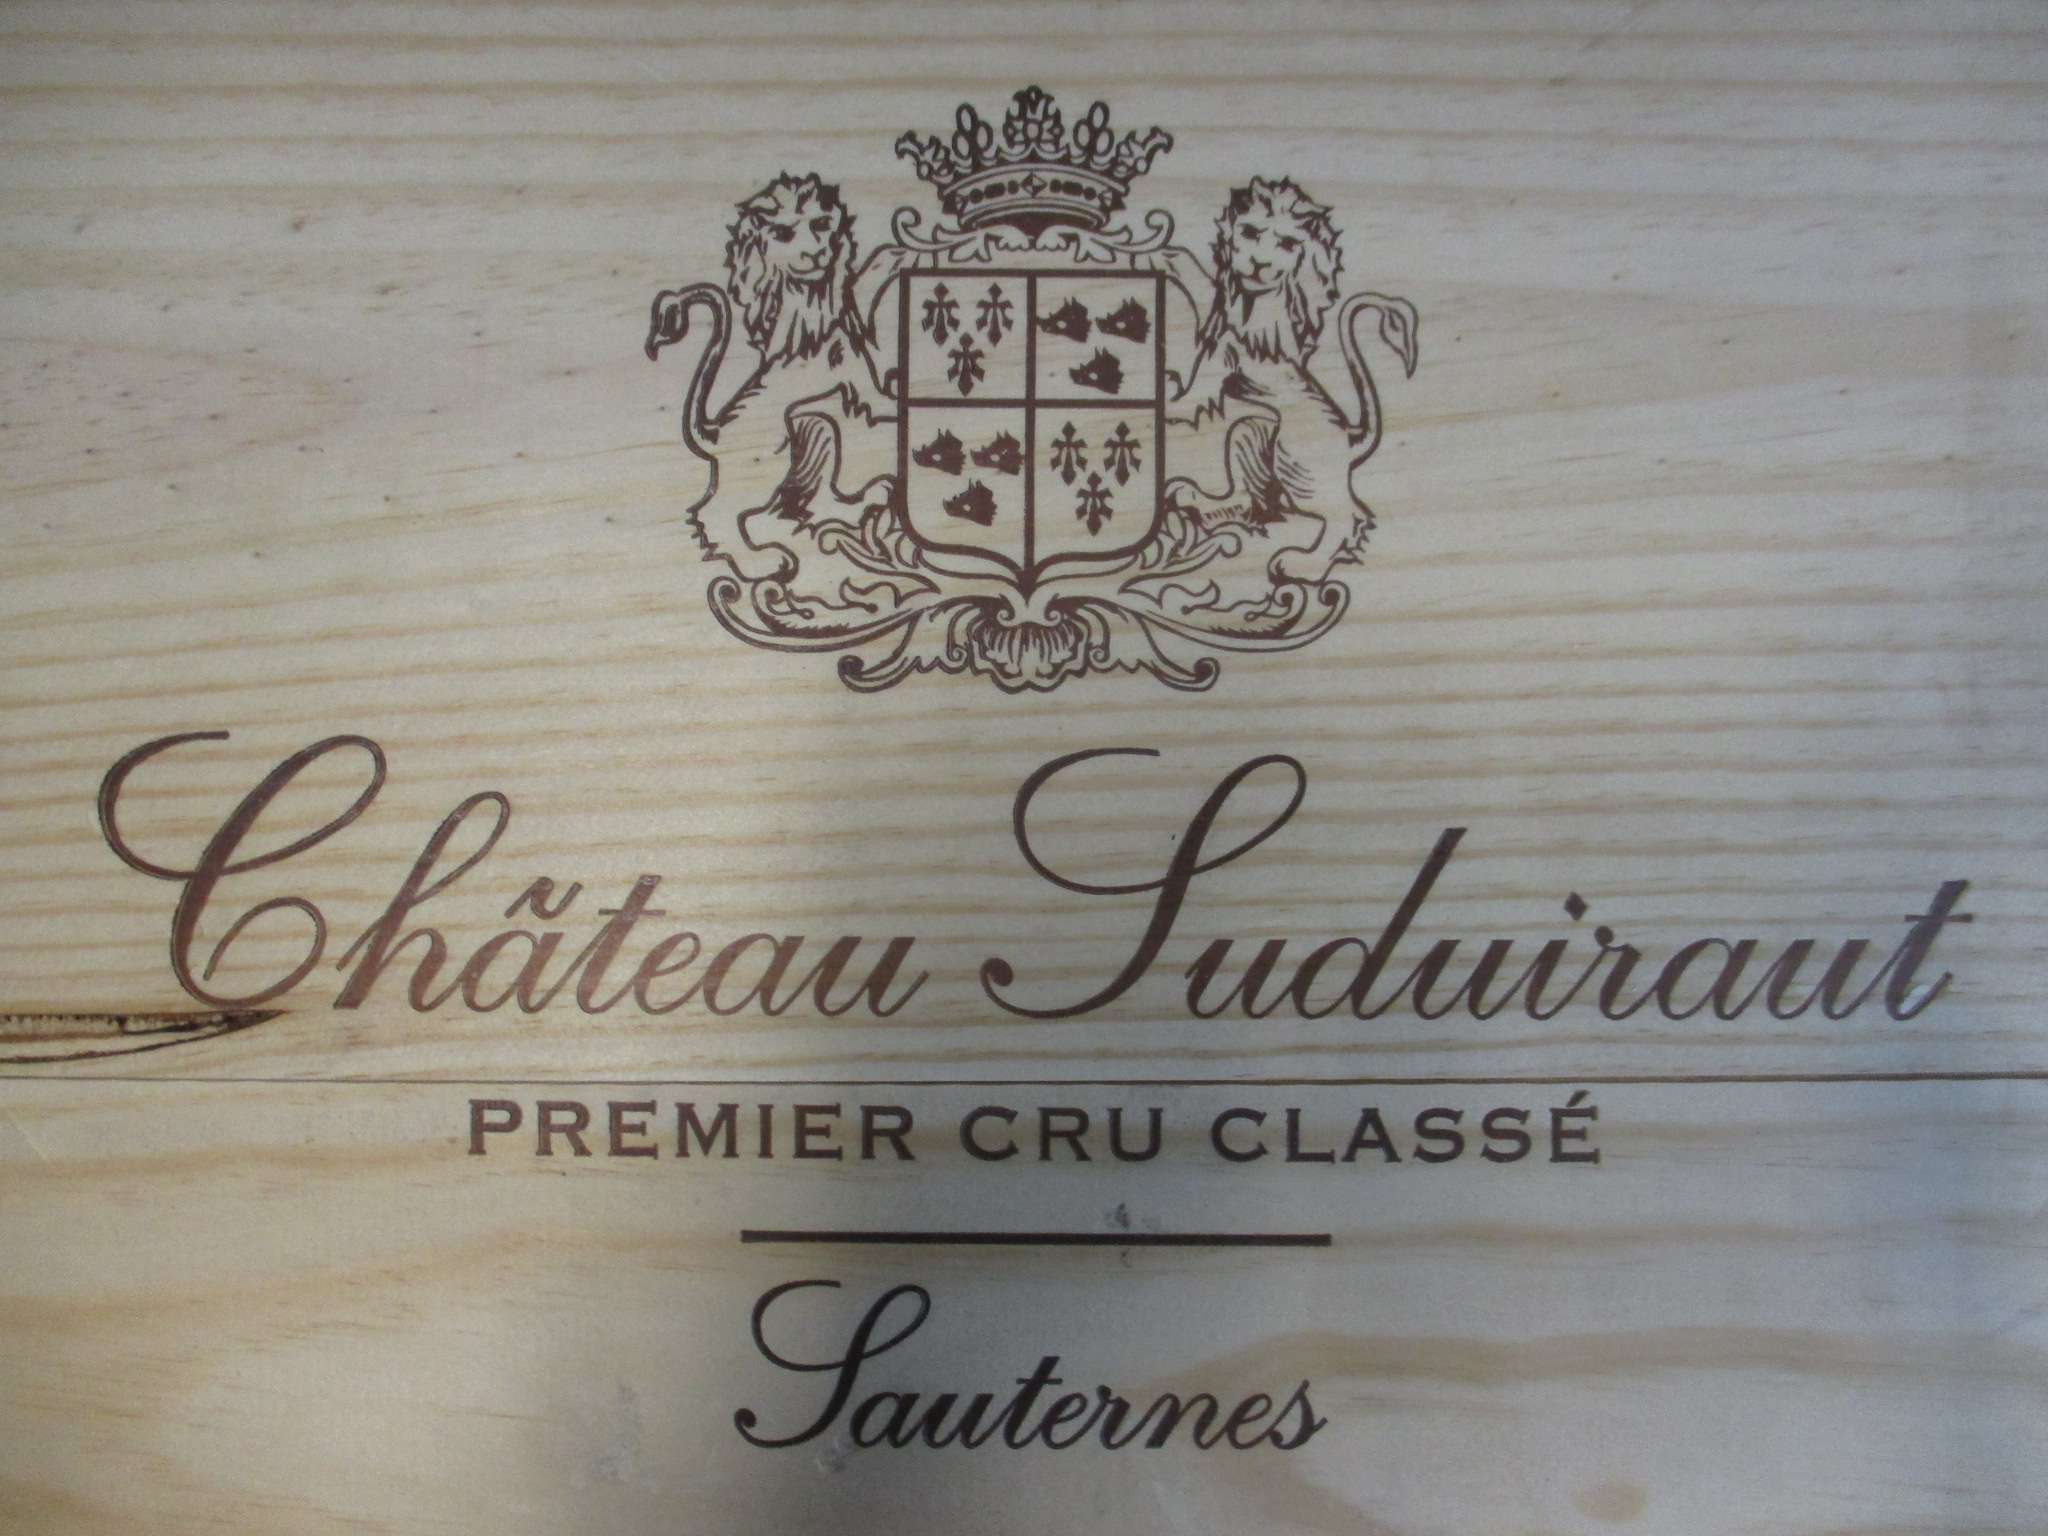 Château Suduiraut
PREMIER CRU CLASSÉ
Sauternes